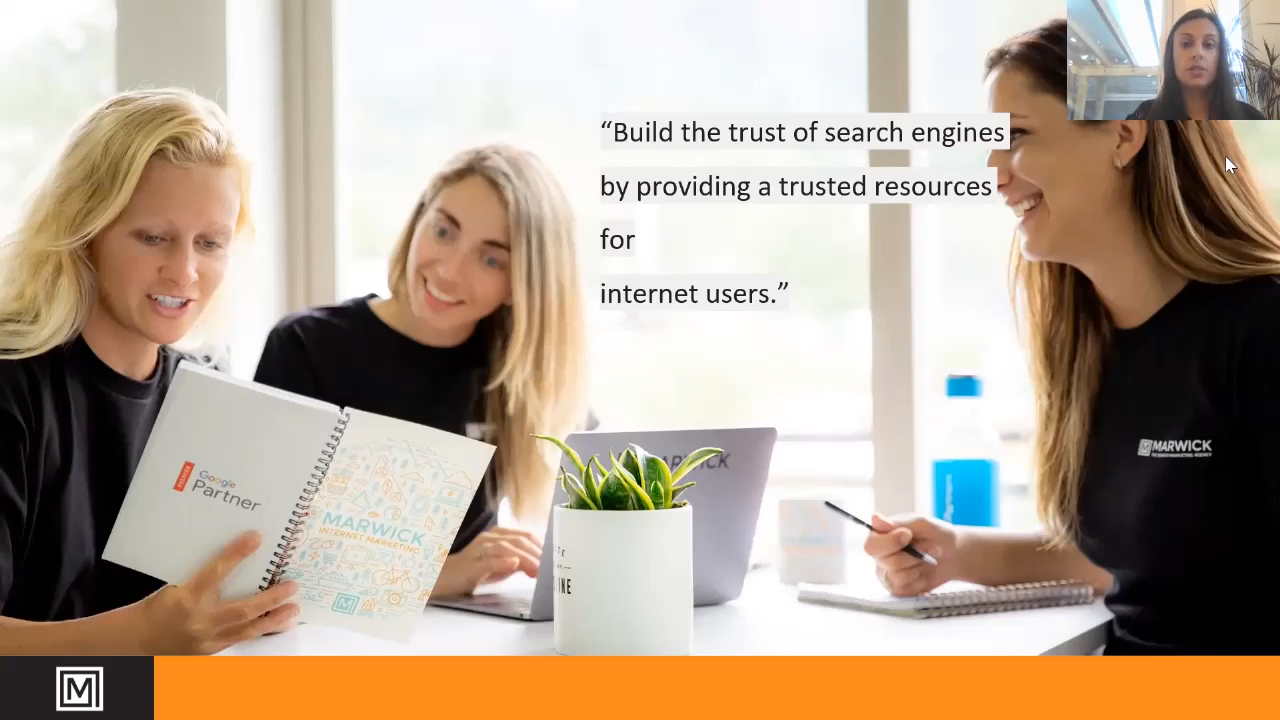 “Build the trust of search engines
by providing a trusted resources
for
internet users.”
MARWICK
PREMIER
Google
Partner
MARWICK
INTERNET MARKETING
M